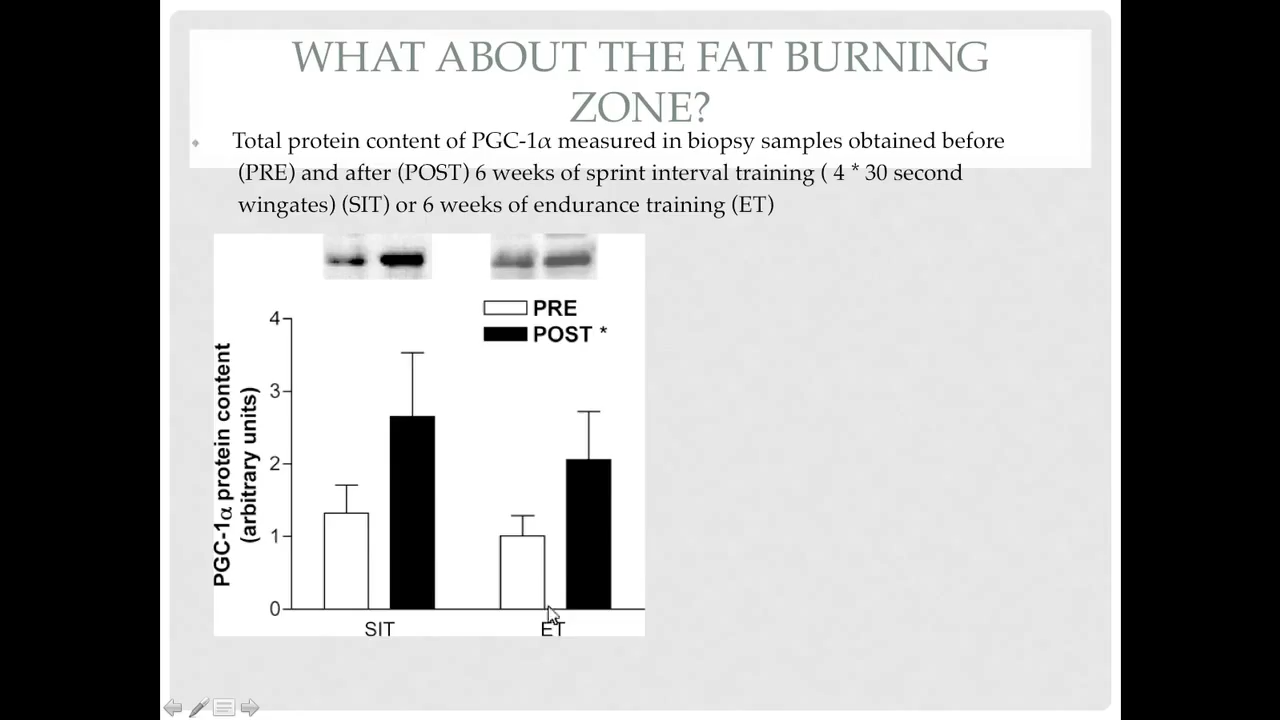 WHAT ABOUT THE FAT BURNING
ZONE?
Total protein content of PGC-1α measured in biopsy samples obtained before
(PRE) and after (POST) 6 weeks of sprint interval training ( 4 * 30 second
wingates) (SIT) or 6 weeks of endurance training (ET)
PRE
POST *
PGC-1α protein content
(arbitrary units)
4
3
2
1
0
SIT
ET